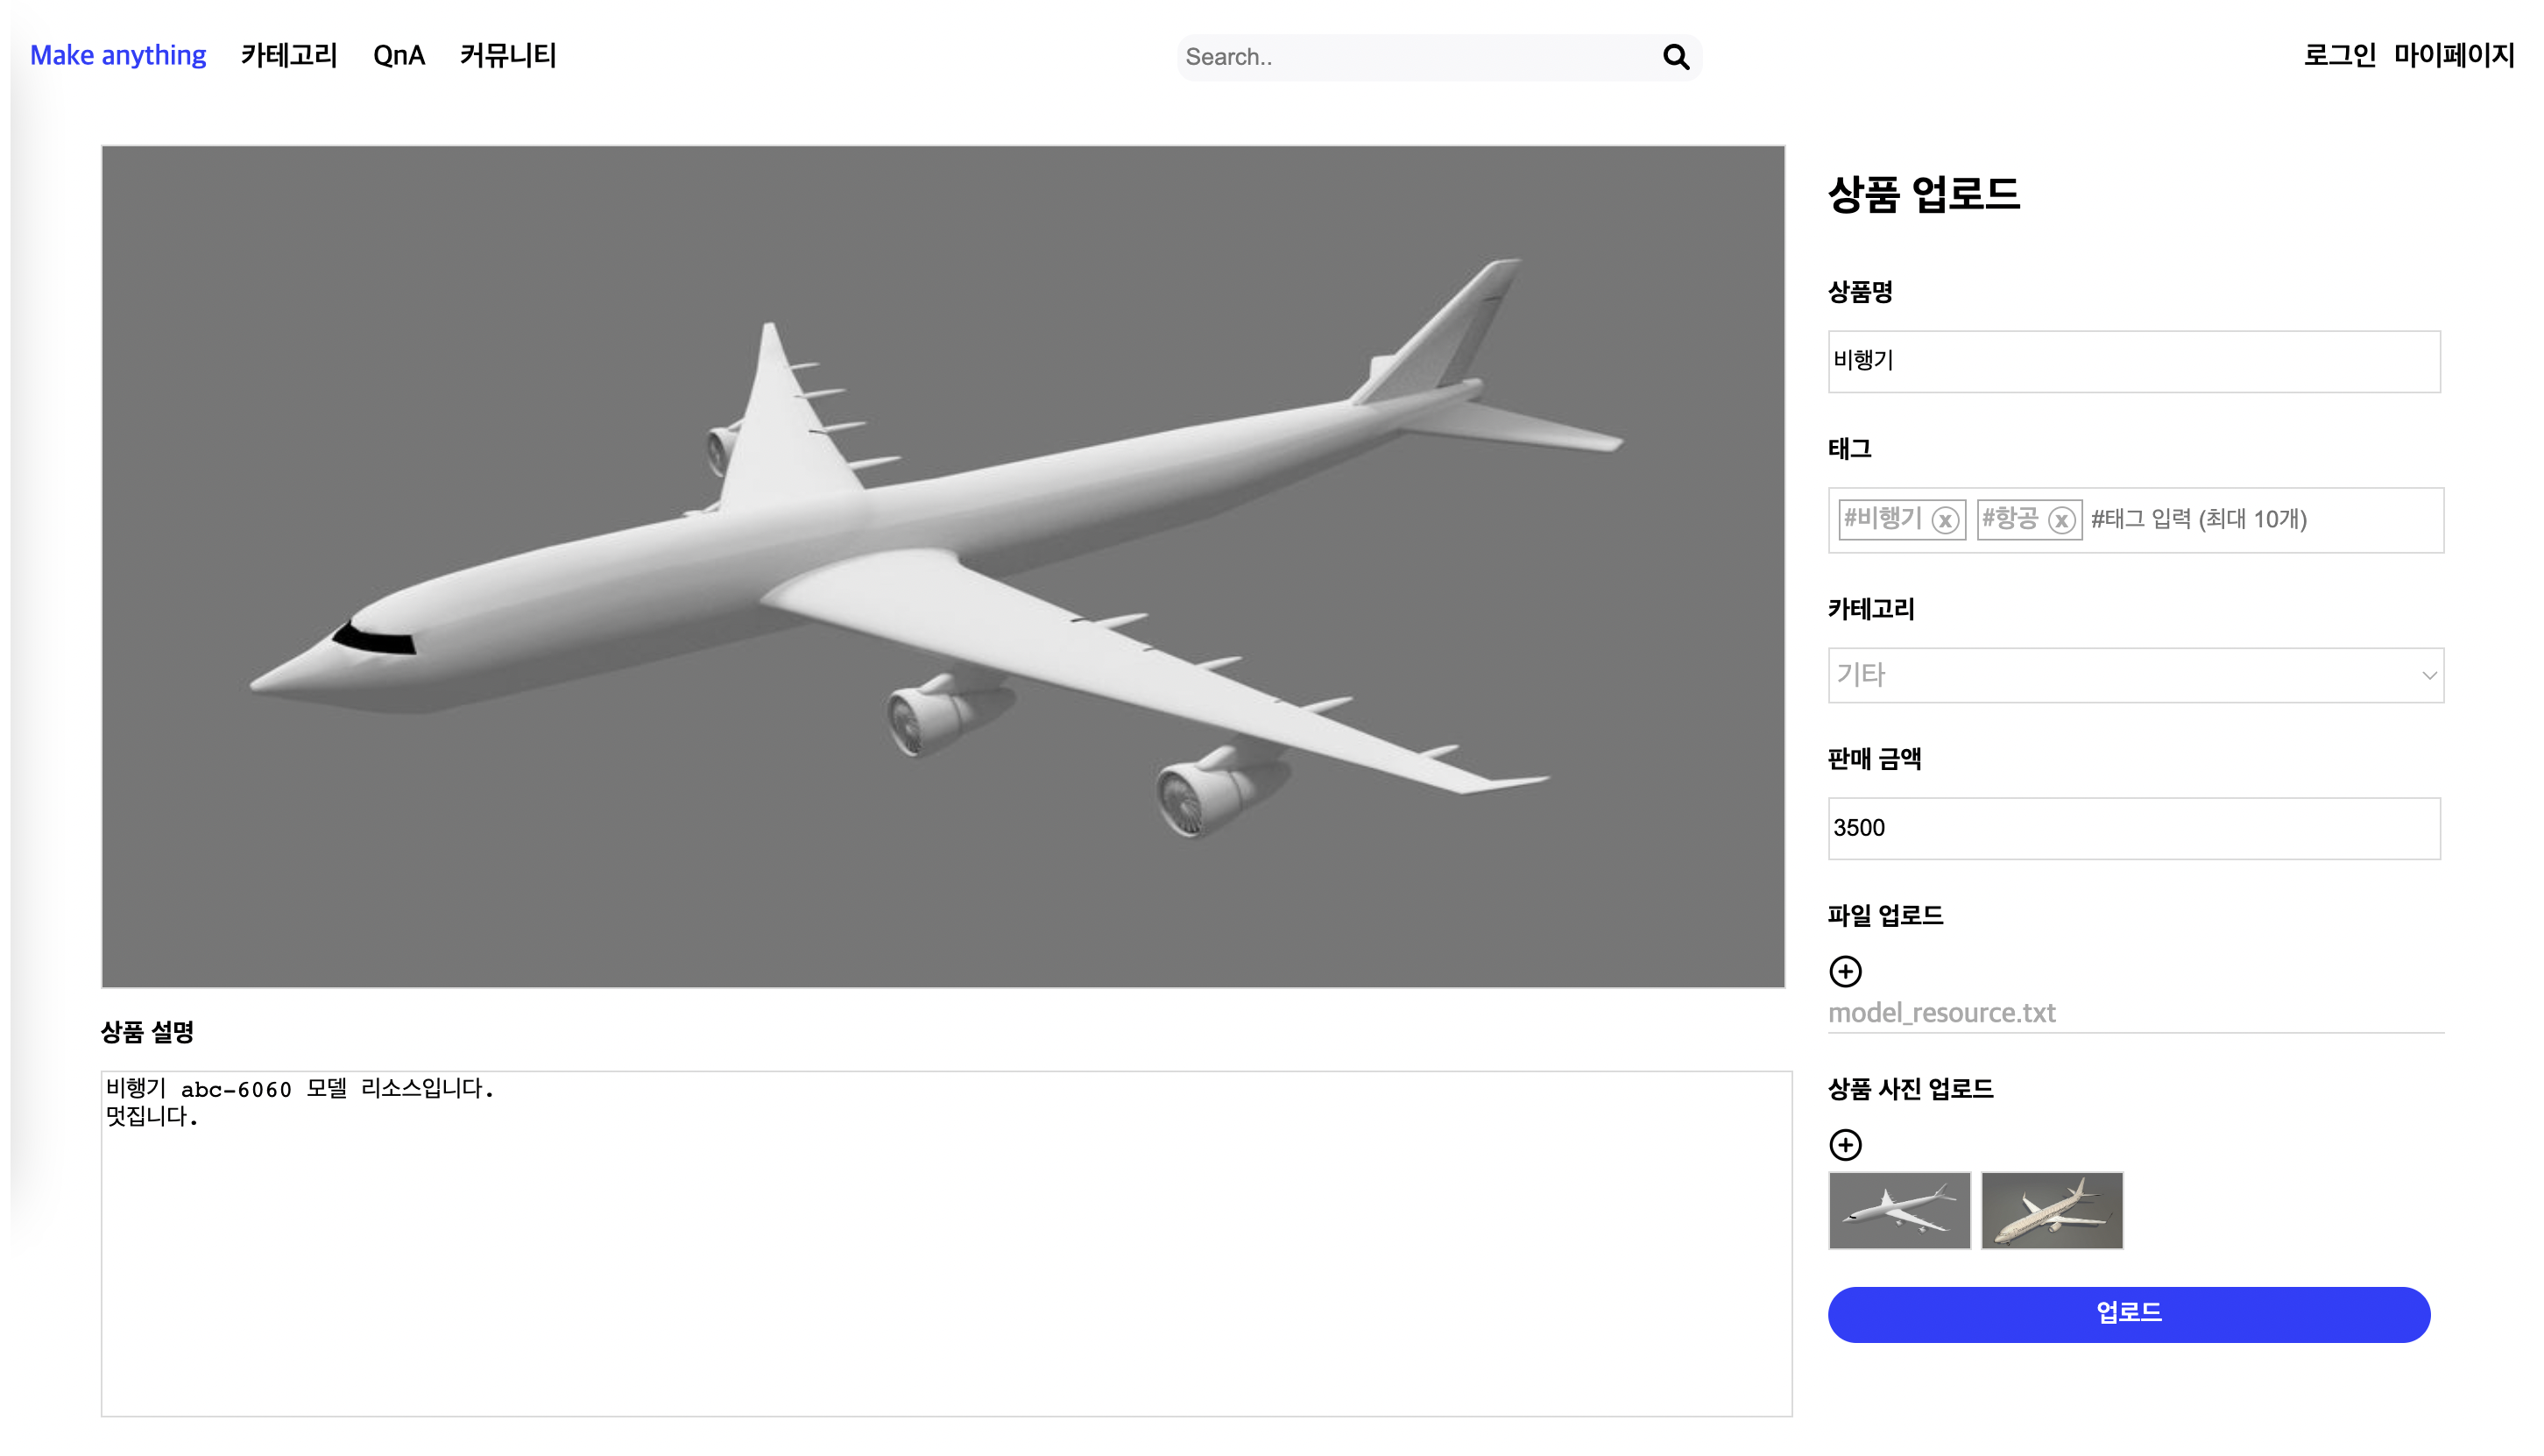 Make anything 카테고리 QnA 커뮤니티
Search..
로그인 마이페이지
상품 업로드
상품명
비행기
태그
#비행기 x #항공 x #태그 입력 (최대 10개)
카테고리
기타
판매 금액
3500
파일 업로드
model_resource.txt
상품 사진 업로드
업로드
상품 설명
비행기 abc-6060 모델 리소스입니다.
멋집니다.